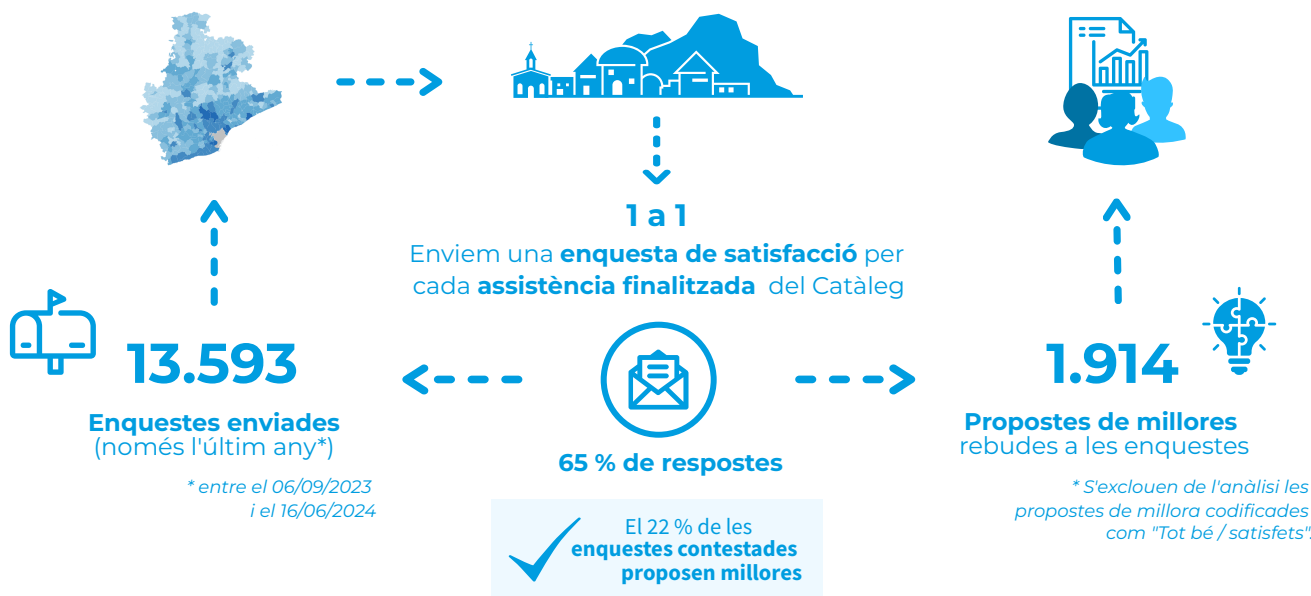 1 a 1
Enviem una enquesta de satisfacció per
cada assistència finalitzada del Catàleg
13.593
Enquestes enviades
(només l'últim any*)
* entre el 06/09/2023
i el 16/06/2024
65 % de respostes
El 22 % de les
enquestes contestades
proposen millores
1.914
Propostes de millores
rebudes a les enquestes
* S'exclouen de l'anàlisi les
propostes de millora codificades
com "Tot bé / satisfets".